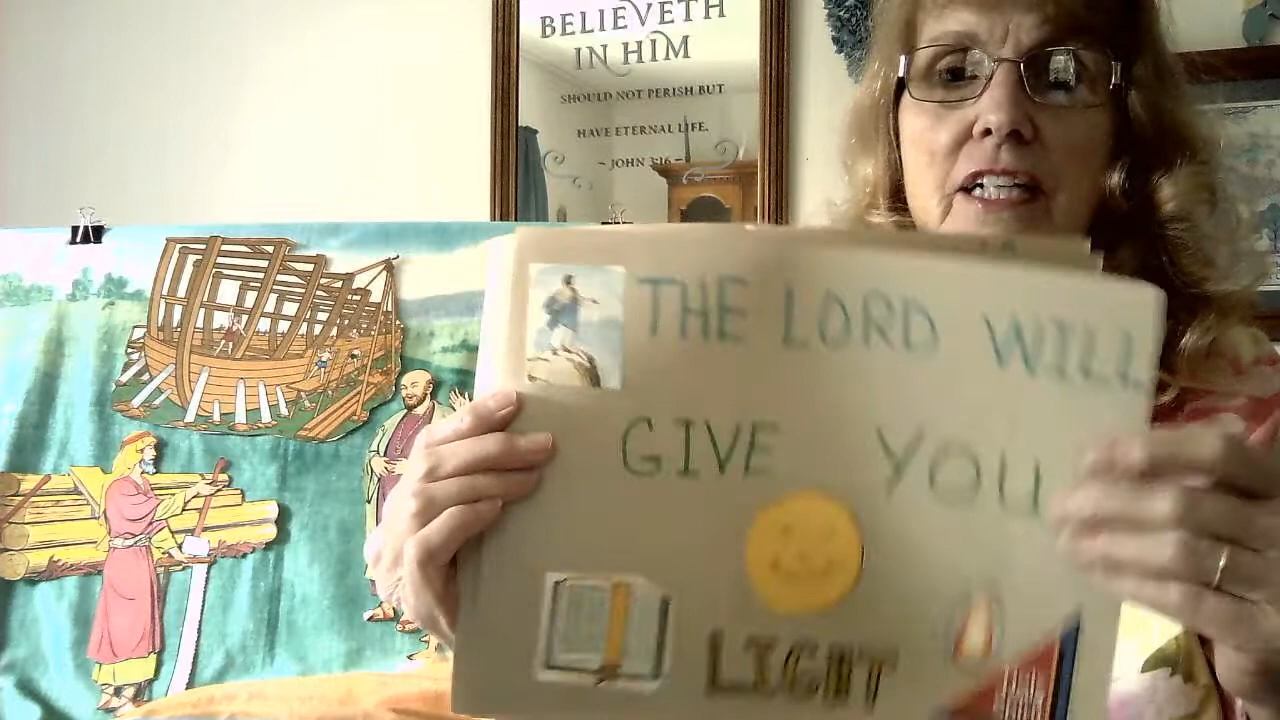 BELIEVETH
IN HIM
SHOULD NOT PERISH BUT
HAVE ETERNAL LIFE.
~ JOHN 3:16 ~
THE LORD WILL
GIVE YOU
LIGHT
Holy